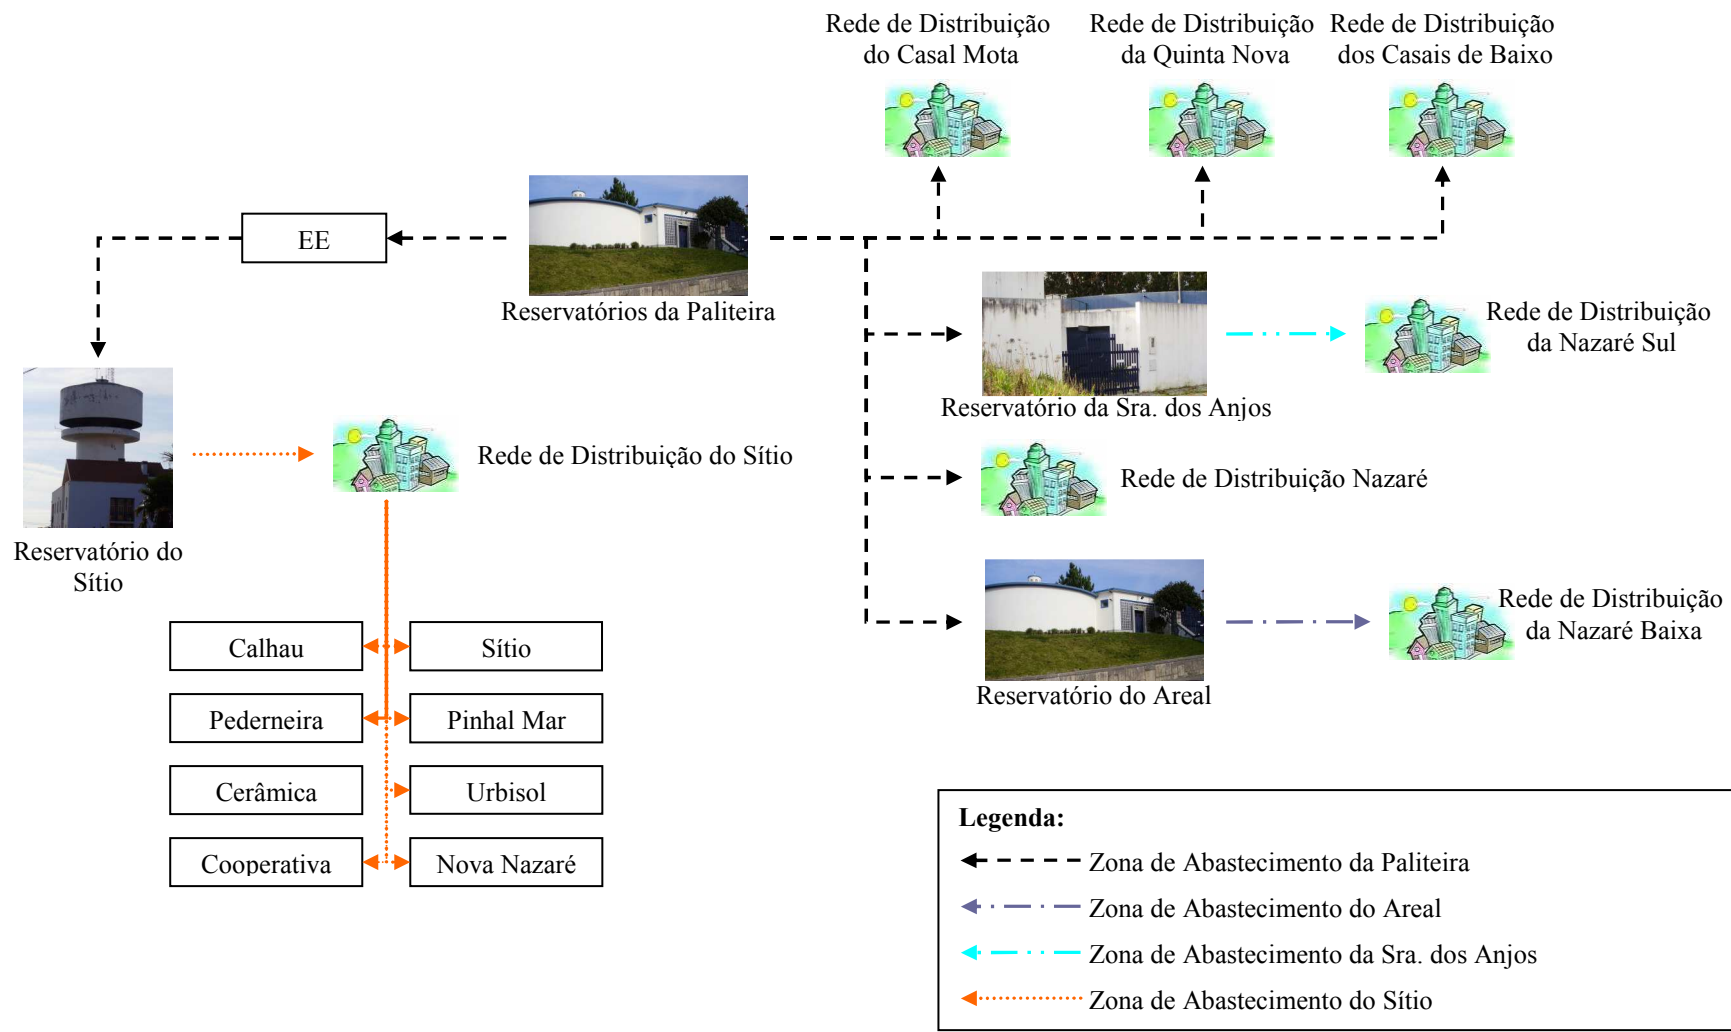 Rede de Distribuição
do Casal Mota
Rede de Distribuição
da Quinta Nova
Rede de Distribuição
dos Casais de Baixo
EE
Reservatórios da Paliteira
Rede de Distribuição
da Nazaré Sul
Reservatório da Sra. dos Anjos
Rede de Distribuição do Sítio
Rede de Distribuição Nazaré
Reservatório do
Sítio
Rede de Distribuição
da Nazaré Baixa
Reservatório do Areal
Calhau
Sítio
Pederneira
Pinhal Mar
Cerâmica
Urbisol
Cooperativa
Nova Nazaré
Legenda:
Zona de Abastecimento da Paliteira
Zona de Abastecimento do Areal
Zona de Abastecimento da Sra. dos Anjos
Zona de Abastecimento do Sítio